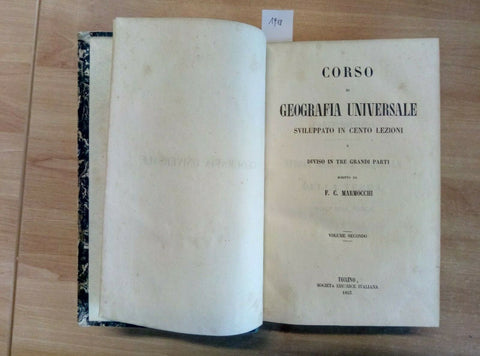 CORSO
DI
GEOGRAFIA UNIVERSALE
SVILUPPATO IN CENTO LEZIONI
E
DIVISO IN TRE GRANDI PARTI
SCRITTO DA
F. C. MARMOCCHI
VOLUME SECONDO
TORINO,
SOCIETÀ EDITRICE ITALIANA